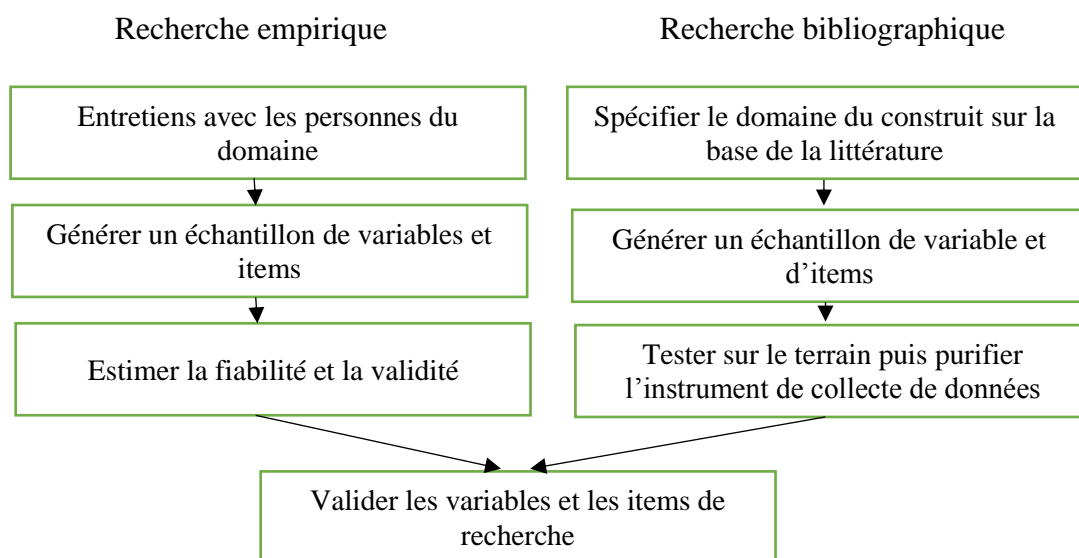 Recherche empirique
Recherche bibliographique
Entretiens avec les personnes du
domaine
Spécifier le domaine du construit sur la
base de la littérature
Générer un échantillon de variables et
items
Générer un échantillon de variable et
d’items
Estimer la fiabilité et la validité
Tester sur le terrain puis purifier
l’instrument de collecte de données
Valider les variables et les items de
recherche